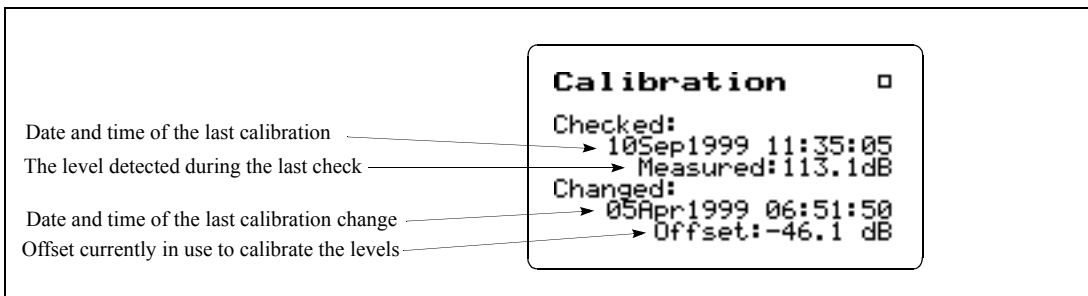 Date and time of the last calibration
The level detected during the last check
Date and time of the last calibration change
Offset currently in use to calibrate the levels
Calibration
Checked:
10Sep1999 11:35:05
Measured:113.1dB
Changed:
05Apr1999 06:51:50
Offset:-46.1 dB